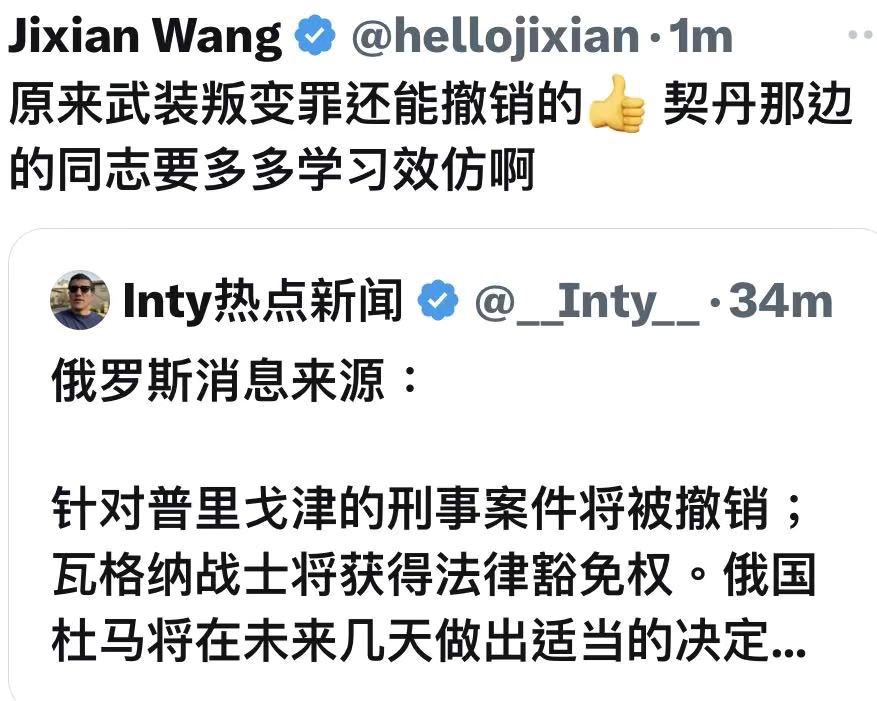 Jixian Wang @hellojixian · 1m
原来武装叛变罪还能撤销的👍 契丹那边
的同志要多多学习效仿啊
Inty热点新闻 @__Inty__ · 34m
俄罗斯消息来源：
针对普里戈津的刑事案件将被撤销；
瓦格纳战士将获得法律豁免权。俄国
杜马将在未来几天做出适当的决定...